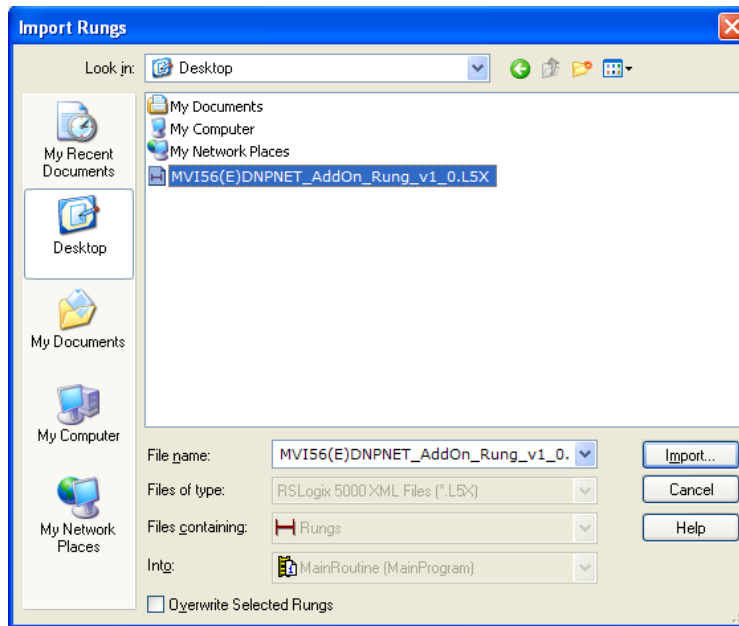 Import Rungs
Look in:
Desktop
My Recent
Documents
Desktop
My Documents
My Computer
My Network
Places
My Documents
My Computer
My Network Places
MVI56(E)DNPNET_AddOn_Rung_v1_0.L5X
File name:
MVI56(E)DNPNET_AddOn_Rung_v1_0.
Import...
Files of type:
RSLogix 5000 XML Files (*.L5X)
Cancel
Files containing:
Rungs
Help
Into:
MainRoutine (MainProgram)
Overwrite Selected Rungs